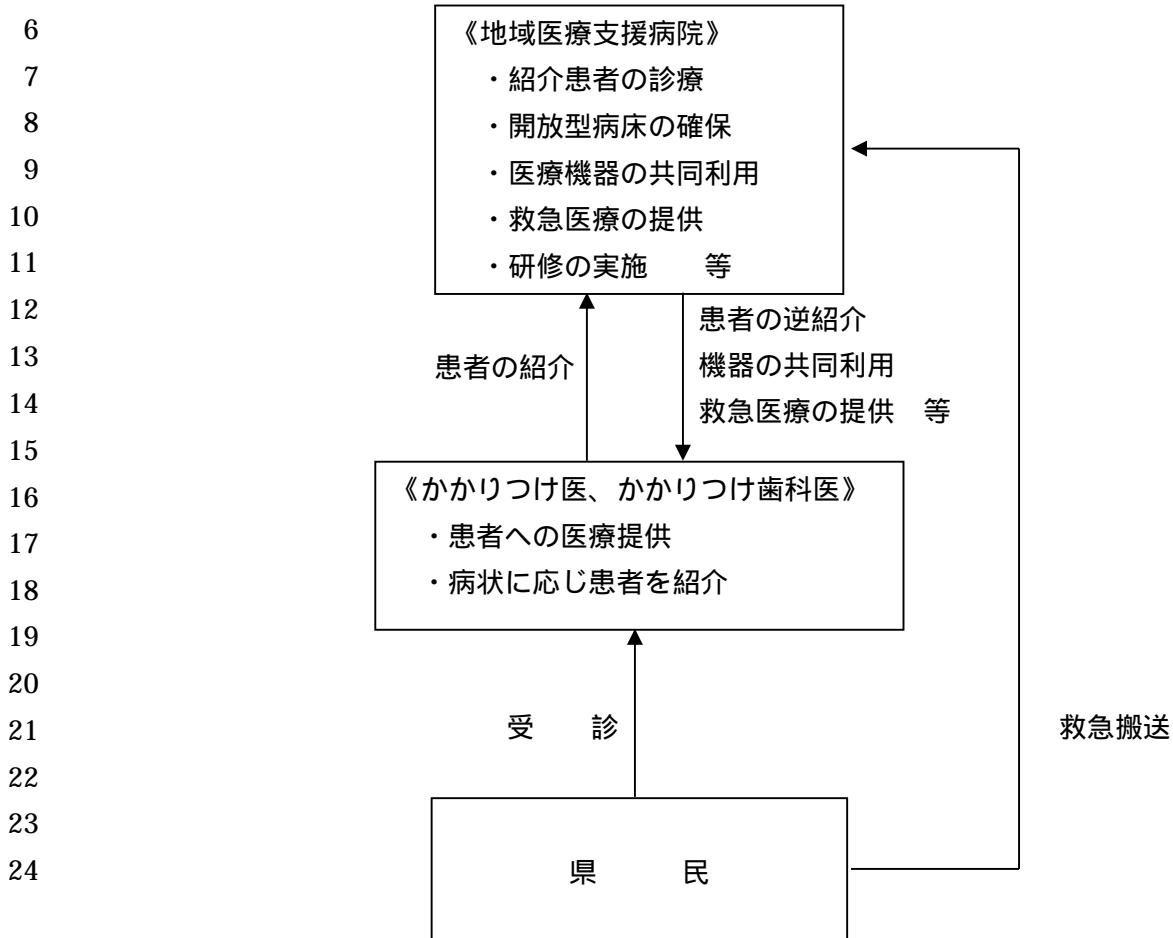 6
7
8
9
10
11
12
13
14
15
16
17
18
19
20
21
22
23
24
《地域医療支援病院》
・紹介患者の診療
・開放型病床の確保
・医療機器の共同利用
・救急医療の提供
・研修の実施　　等
患者の紹介
患者の逆紹介
機器の共同利用
救急医療の提供　等
《かかりつけ医、かかりつけ歯科医》
・患者への医療提供
・病状に応じ患者を紹介
受　　診
救急搬送
県　　　民